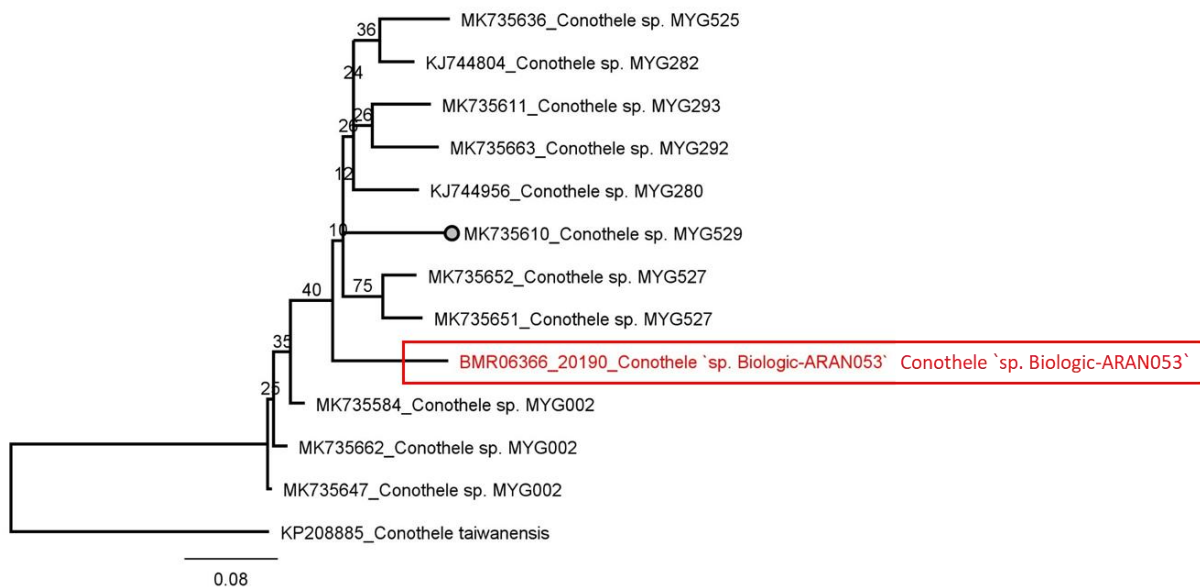 36
MK735636_Conothele sp. MYG525
KJ744804_Conothele sp. MYG282
24
MK735611_Conothele sp. MYG293
26
26
MK735663_Conothele sp. MYG292
12
KJ744956_Conothele sp. MYG280
10
MK735610_Conothele sp. MYG529
MK735652_Conothele sp. MYG527
75
40
MK735651_Conothele sp. MYG527
35
BMR06366_20190_Conothele `sp. Biologic-ARAN053` Conothele `sp. Biologic-ARAN053`
25
MK735584_Conothele sp. MYG002
MK735662_Conothele sp. MYG002
MK735647_Conothele sp. MYG002
KP208885_Conothele taiwanensis
0.08